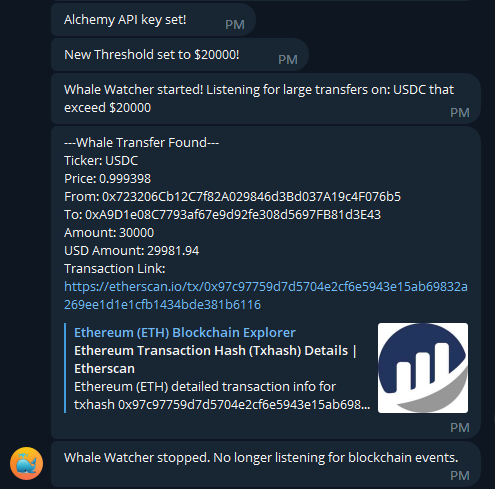 Alchemy API key set!
PM
New Threshold set to $20000!
PM
Whale Watcher started! Listening for large transfers on: USDC that
exceed $20000
PM
---Whale Transfer Found---
Ticker: USDC
Price: 0.999398
From: 0x723206Cb12C7f82A029846d3Bd037A19c4F076b5
To: 0xA9D1e08C7793af67e9d92fe308d5697FB81d3E43
Amount: 30000
USD Amount: 29981.94
Transaction Link:
https://etherscan.io/tx/0x97c97759d7d5704e2cf6e5943e15ab69832a
269ee1d1e1cfb1434bde381b6116
Ethereum (ETH) Blockchain Explorer
Ethereum Transaction Hash (Txhash) Details |
Etherscan
Ethereum (ETH) detailed transaction info for
txhash 0x97c97759d7d5704e2cf6e5943e15ab698...
PM
Whale Watcher stopped. No longer listening for blockchain events.
PM